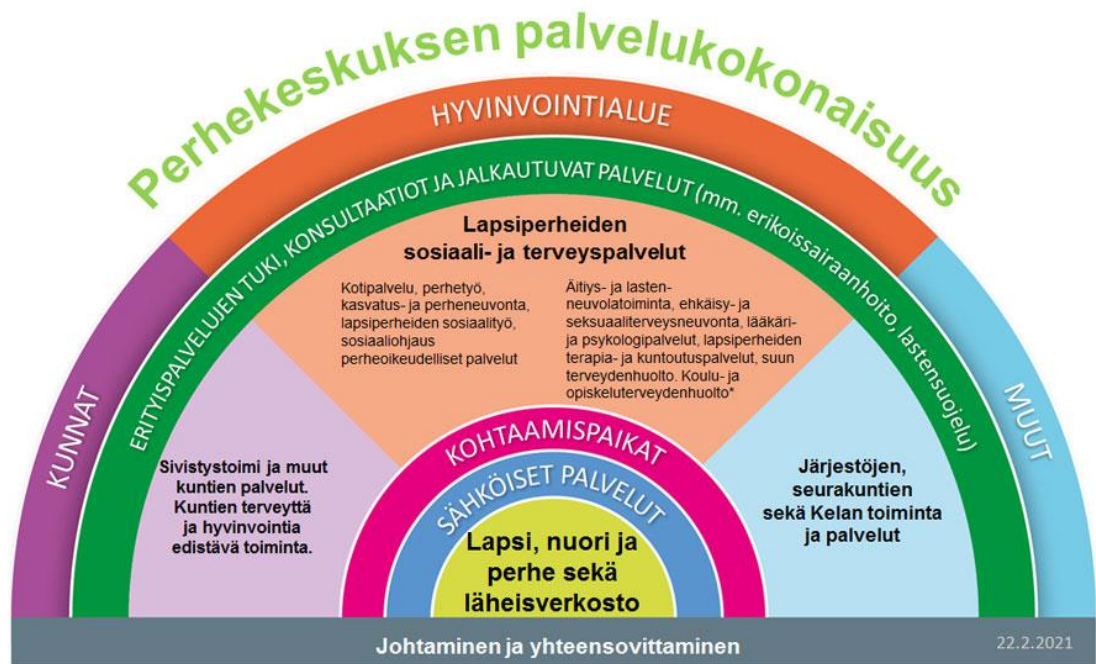 Perhekeskuksen palvelukokonaisuus
HYVINVOINTIALUE
KUNNAT
MUUT
ERITYISPALVELUJEN TUKI, KONSULTAATIOT JA JALKAUTUVAT PALVELUT (mm. erikoissairaanhoito, lastensuojelu)
Lapsiperheiden
sosiaali- ja terveyspalvelut
Kotipalvelu, perhetyö,
kasvatus- ja perheneuvonta,
lapsiperheiden sosiaalityö,
sosiaaliohjaus
perheoikeudelliset palvelut
Äitiys- ja lasten-
neuvolatoiminta, ehkäisy- ja
seksuaaliterveysneuvonta, lääkäri-
ja psykologipalvelut, lapsiperheiden
terapia- ja kuntoutuspalvelut, suun
terveydenhuolto. Koulu- ja
opiskeluterveydenhuolto*
Sivistystoimi ja muut
kuntien palvelut.
Kuntien terveyttä
ja hyvinvointia
edistävä toiminta.
Järjestöjen,
seurakuntien
sekä Kelan toiminta
ja palvelut
KOHTAAMISPAIKAT
SÄHKÖISET PALVELUT
Lapsi, nuori ja
perhe sekä
läheisverkosto
Johtaminen ja yhteensovittaminen
22.2.2021